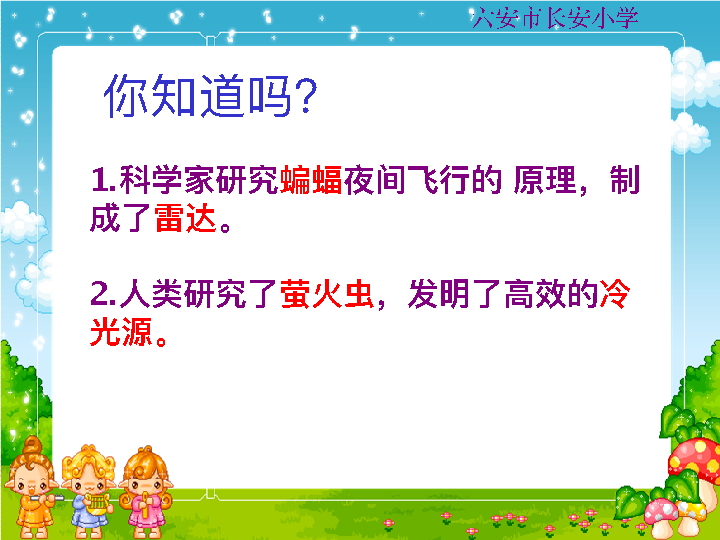 六安市长安小学
你知道吗?
1.科学家研究蝙蝠夜间飞行的 原理，制
成了雷达。
2.人类研究了萤火虫，发明了高效的冷
光源。